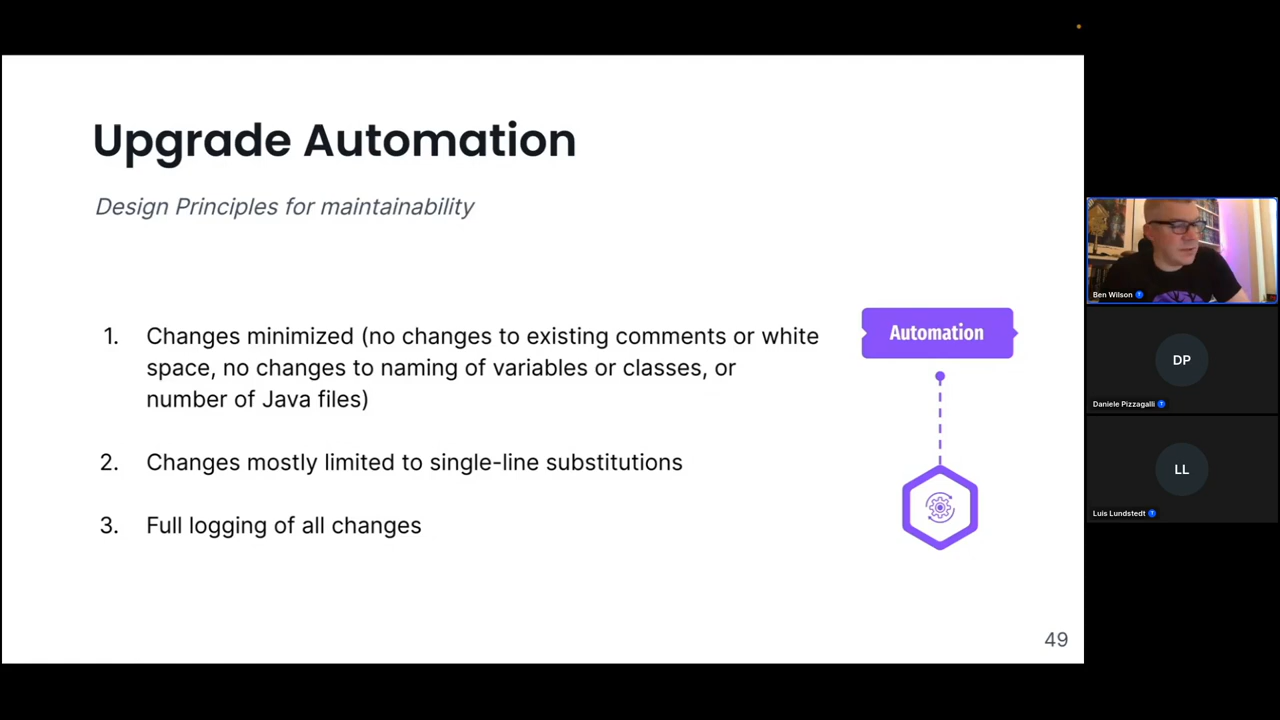 Upgrade Automation
Design Principles for maintainability
1. Changes minimized (no changes to existing comments or white
space, no changes to naming of variables or classes, or
number of Java files)
2. Changes mostly limited to single-line substitutions
3. Full logging of all changes
Automation
49
Ben Wilson
DP
Daniele Pizzagalli
LL
Luis Lundstedt